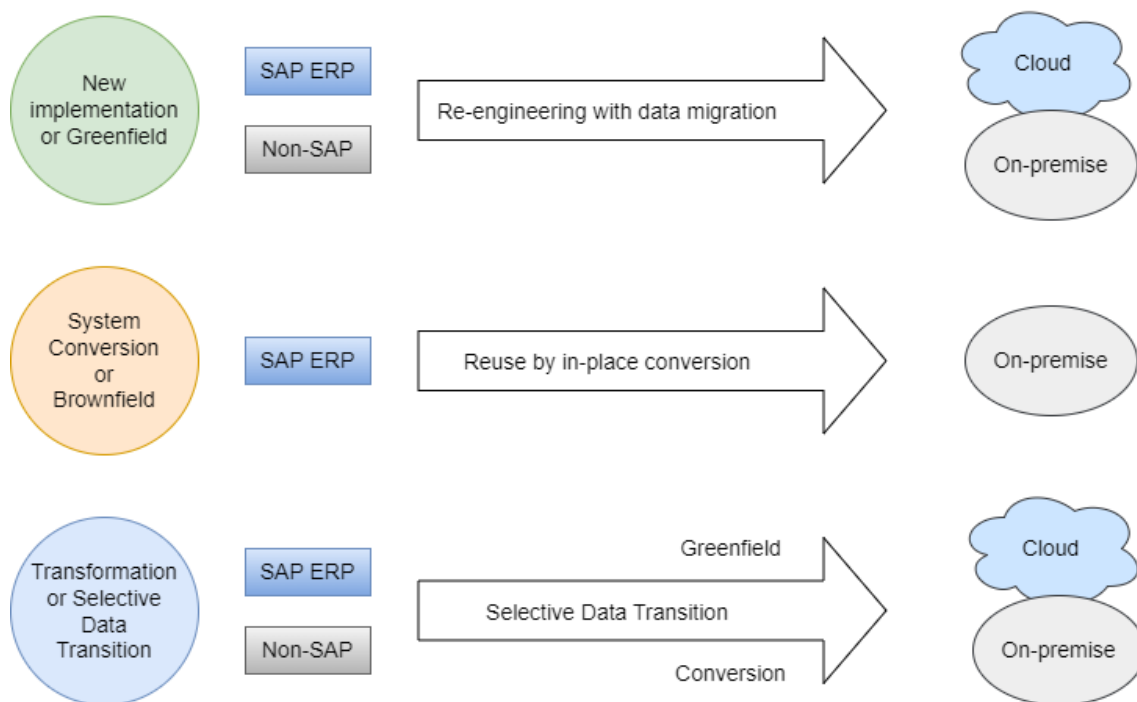 New
implementation
or Greenfield
SAP ERP
Non-SAP
Re-engineering with data migration
Cloud
On-premise
System
Conversion
or
Brownfield
SAP ERP
Reuse by in-place conversion
On-premise
Transformation
or Selective
Data
Transition
SAP ERP
Non-SAP
Greenfield
Selective Data Transition
Conversion
Cloud
On-premise